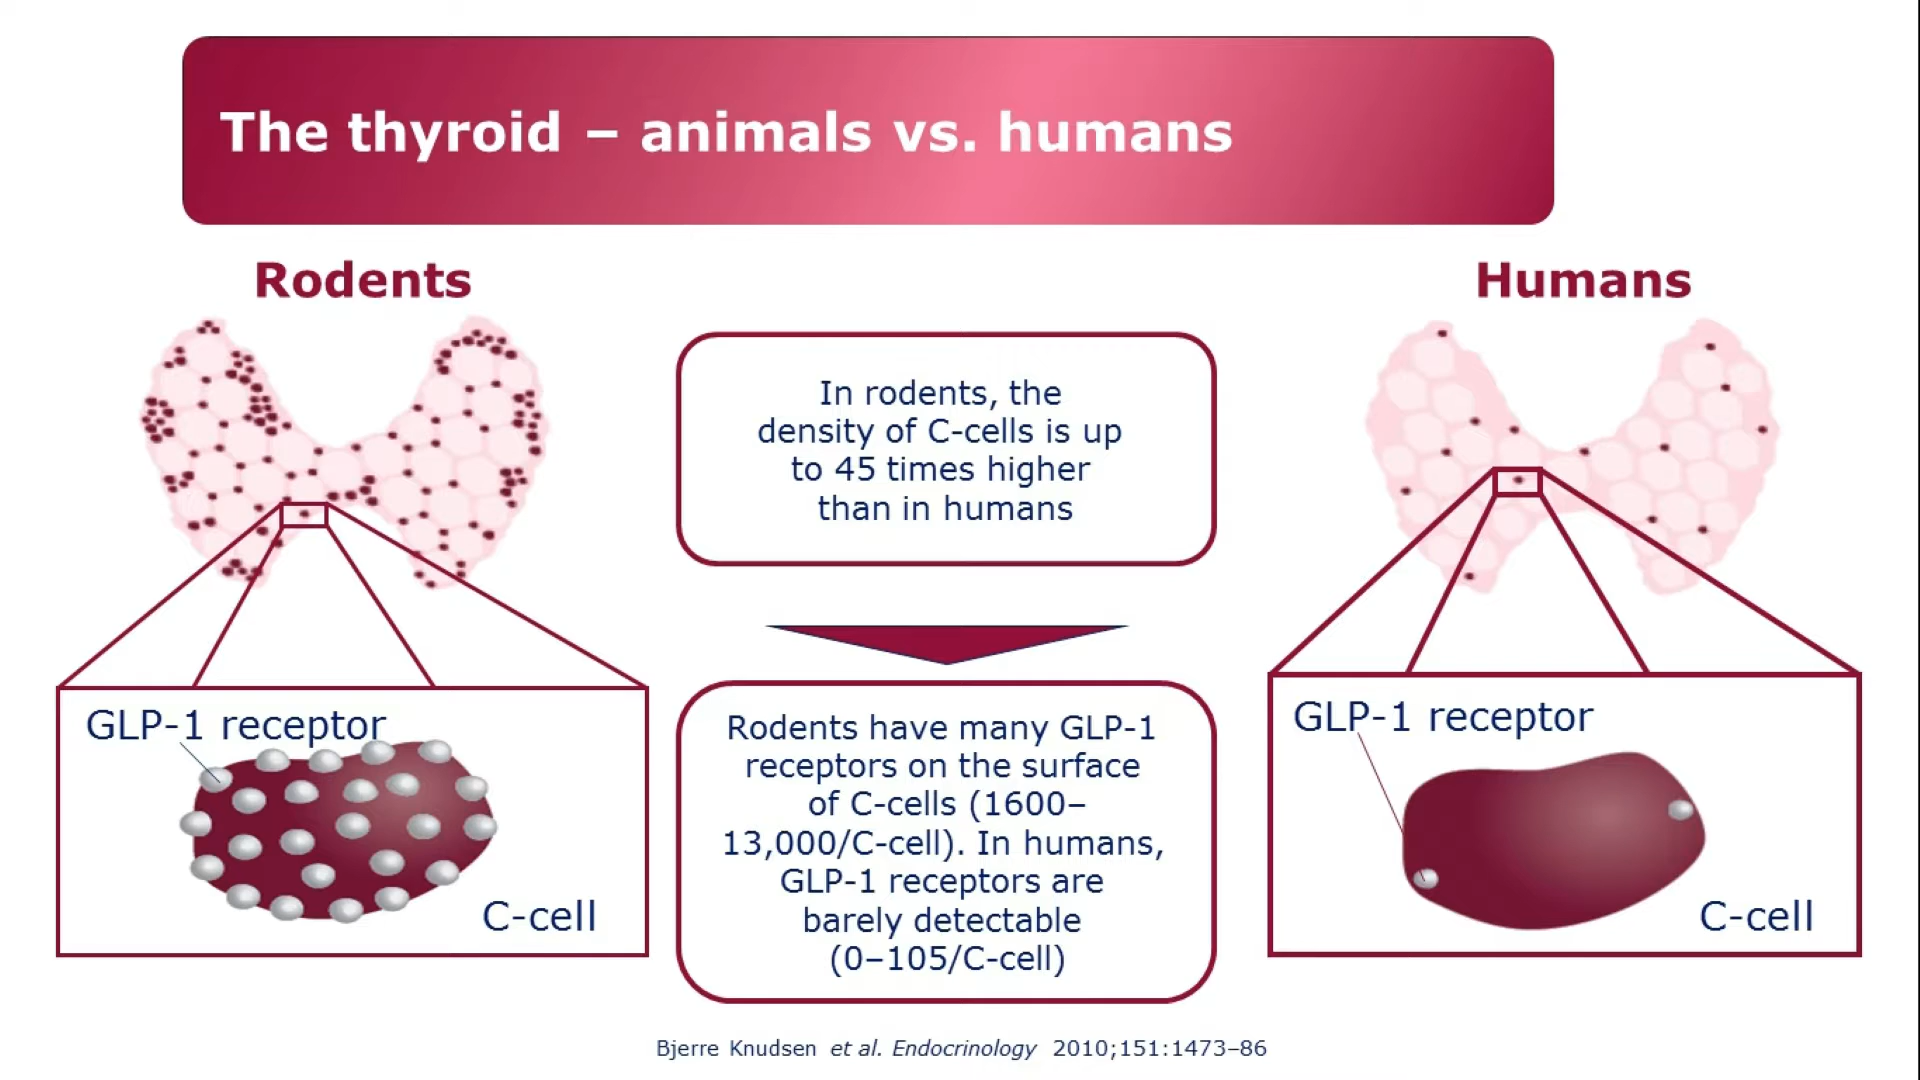 The thyroid – animals vs. humans
Rodents
Humans
In rodents, the
density of C-cells is up
to 45 times higher
than in humans
GLP-1 receptor
C-cell
Rodents have many GLP-1
receptors on the surface
of C-cells (1600–
13,000/C-cell). In humans,
GLP-1 receptors are
barely detectable
(0–105/C-cell)
GLP-1 receptor
C-cell
Bjerre Knudsen et al. Endocrinology 2010;151:1473–86